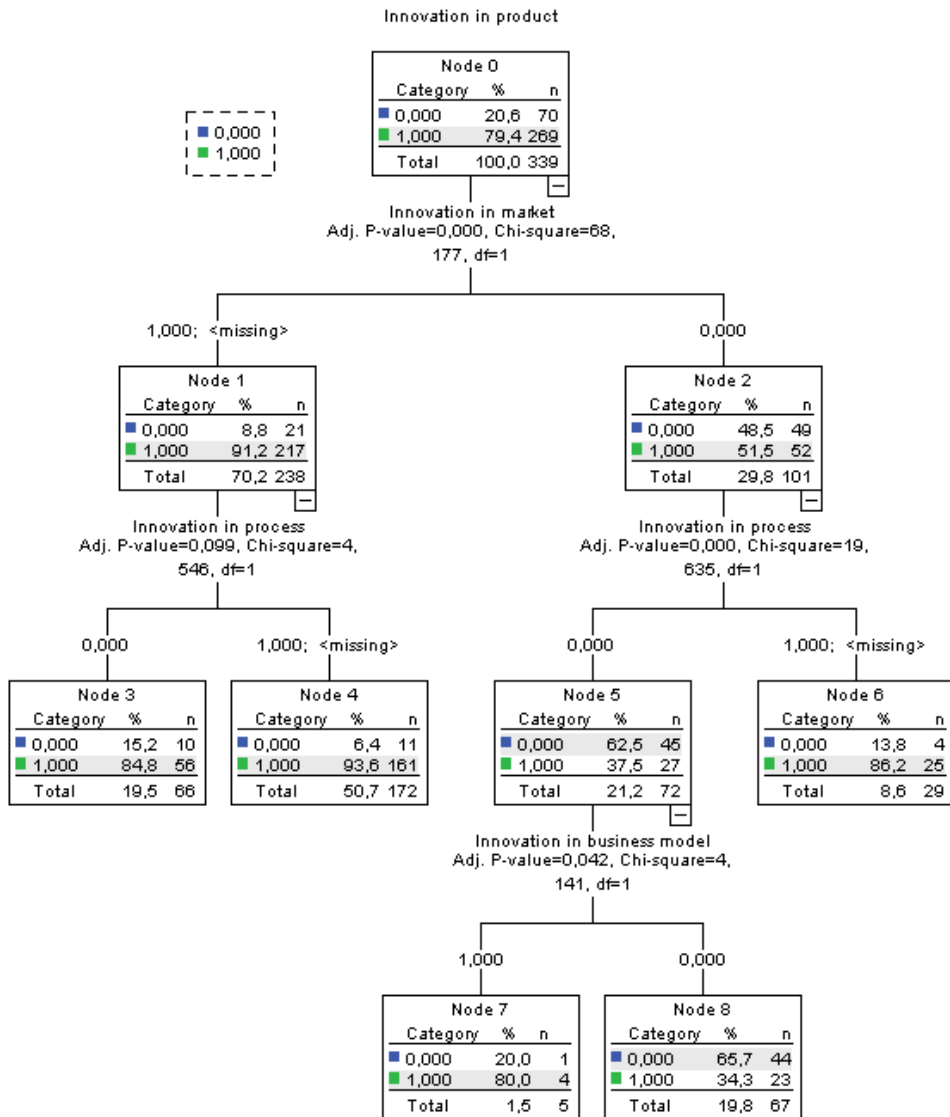 Innovation in product
Node 0
Category % n
0,000 20,6 70
1,000 79,4 269
Total 100,0 339
0,000
1,000
Innovation in market
Adj. P-value=0,000, Chi-square=68,
177, df=1
1,000; <missing>
0,000
Node 1
Category % n
0,000 8,8 21
1,000 91,2 217
Total 70,2 238
Node 2
Category % n
0,000 48,5 49
1,000 51,5 52
Total 29,8 101
Innovation in process
Adj. P-value=0,099, Chi-square=4,
546, df=1
Innovation in process
Adj. P-value=0,000, Chi-square=19,
635, df=1
0,000
1,000; <missing>
0,000
1,000; <missing>
Node 3
Category % n
0,000 15,2 10
1,000 84,8 56
Total 19,5 66
Node 4
Category % n
0,000 6,4 11
1,000 93,6 161
Total 50,7 172
Node 5
Category % n
0,000 62,5 45
1,000 37,5 27
Total 21,2 72
Node 6
Category % n
0,000 13,8 4
1,000 86,2 25
Total 8,6 29
Innovation in business model
Adj. P-value=0,042, Chi-square=4,
141, df=1
1,000
0,000
Node 7
Category % n
0,000 20,0 1
1,000 80,0 4
Total 1,5 5
Node 8
Category % n
0,000 65,7 44
1,000 34,3 23
Total 19,8 67